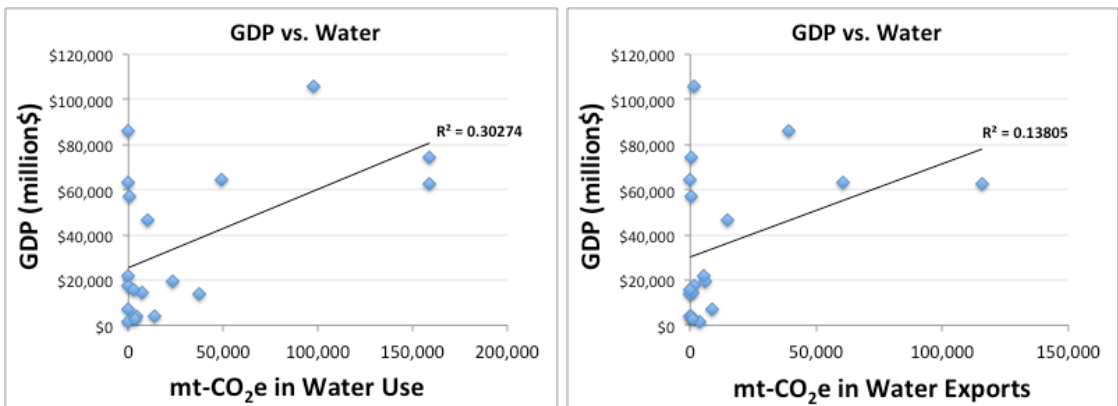 GDP vs. Water
$120,000
$100,000
$80,000
$60,000
$40,000
$20,000
$0
GDP (million$)
R² = 0.30274
0
50,000
100,000
150,000
200,000
mt-CO₂e in Water Use
GDP vs. Water
$120,000
$100,000
$80,000
$60,000
$40,000
$20,000
$0
GDP (million$)
R² = 0.13805
0
50,000
100,000
150,000
mt-CO₂e in Water Exports